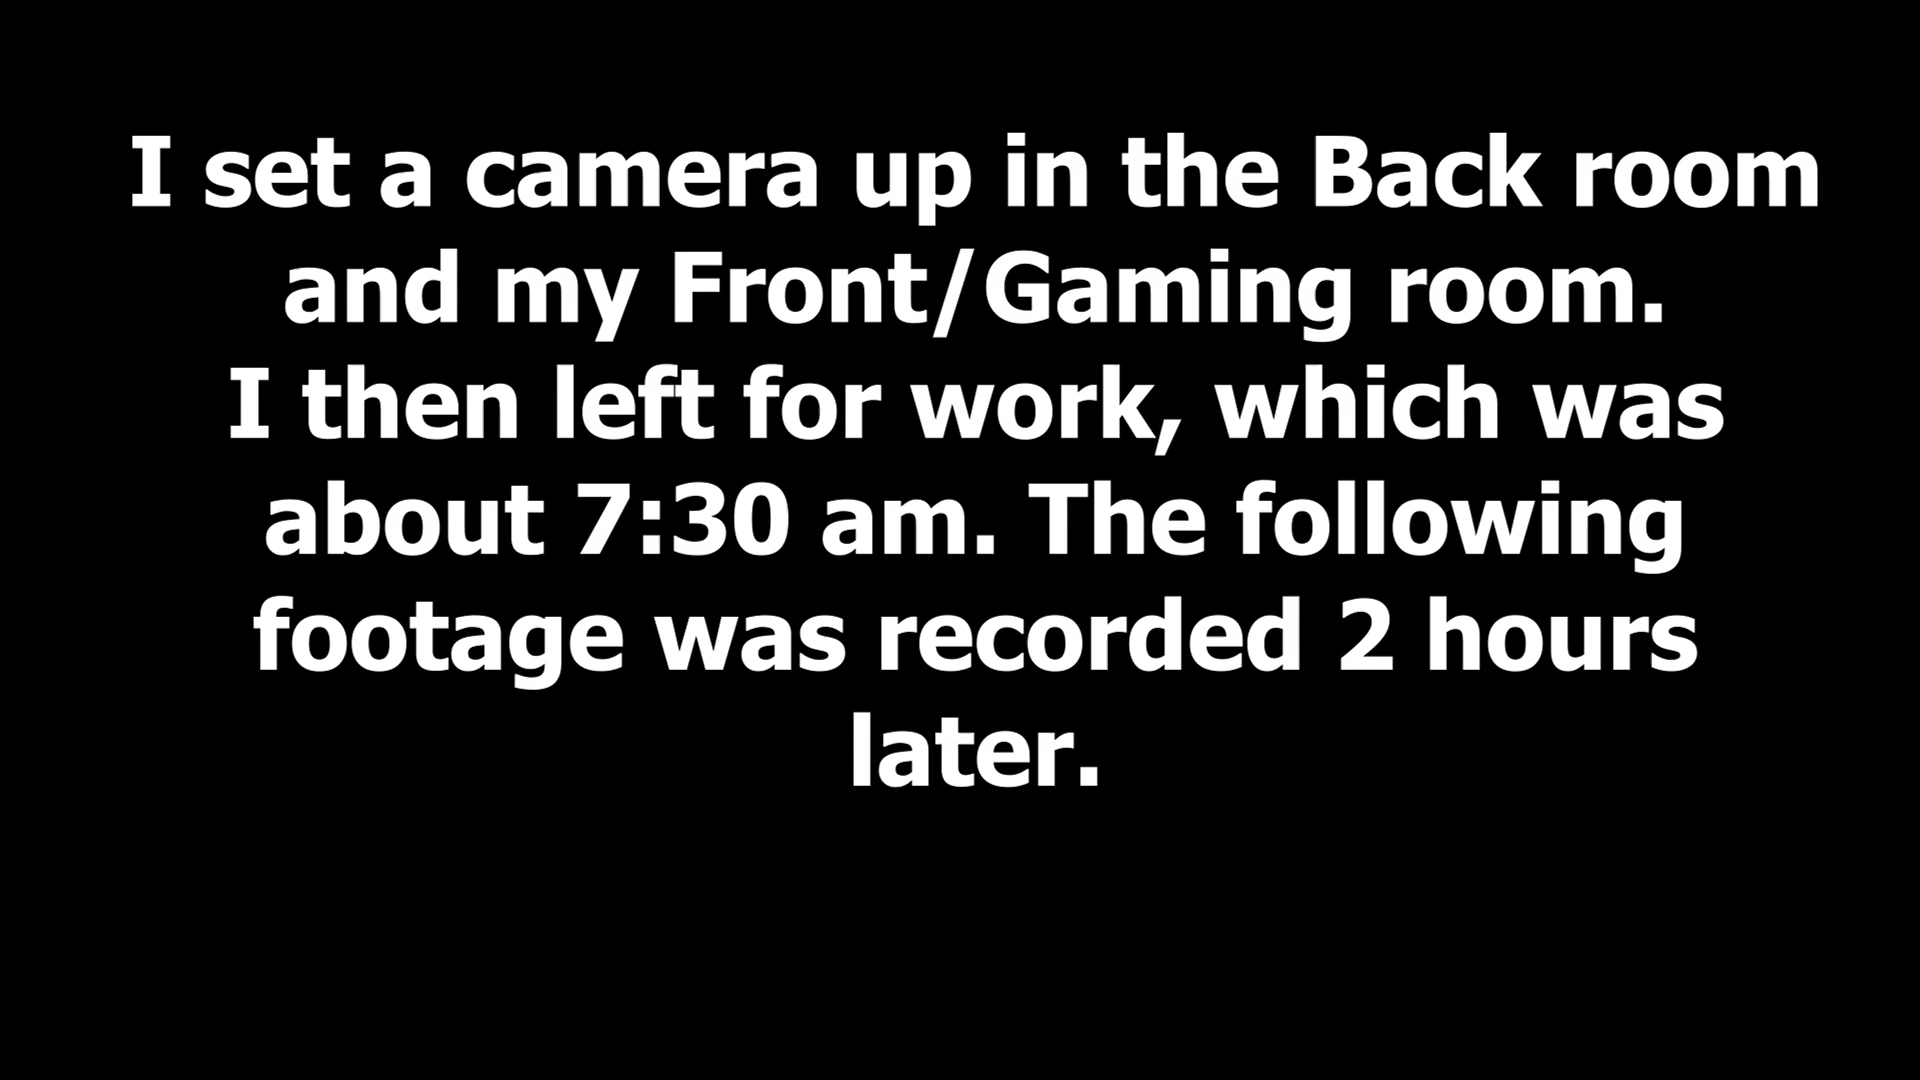 I set a camera up in the Back room
and my Front/Gaming room.
I then left for work, which was
about 7:30 am. The following
footage was recorded 2 hours
later.